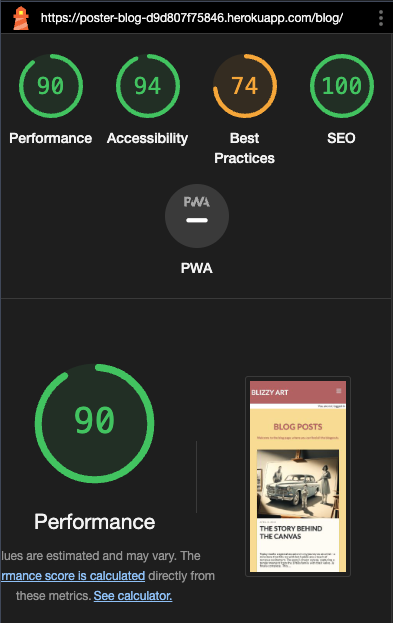 https://poster-blog-d9d807f75846.herokuapp.com/blog/
90
94
74
100
Performance
Accessibility
Best
Practices
SEO
PWA
PWA
90
BLIZZY ART
BLOG POSTS
THE STORY BEHIND
THE CANVAS
Performance
lues are estimated and may vary. The
rmance score is calculated directly from
these metrics. See calculator.